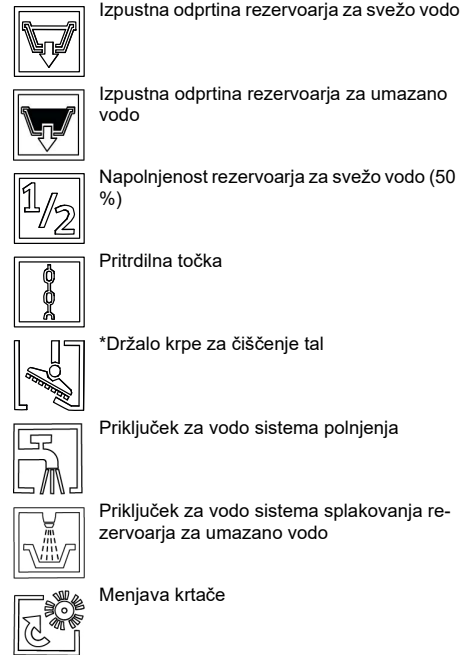 Izpustna odprtina rezervoarja za svežo vodo
Izpustna odprtina rezervoarja za umazano
vodo
1/2
Napolnjenost rezervoarja za svežo vodo (50
%)
Pritrdilna točka
*Držalo krpe za čiščenje tal
Priključek za vodo sistema polnjenja
Priključek za vodo sistema splakovanja re-
zervoarja za umazano vodo
Menjava krtače